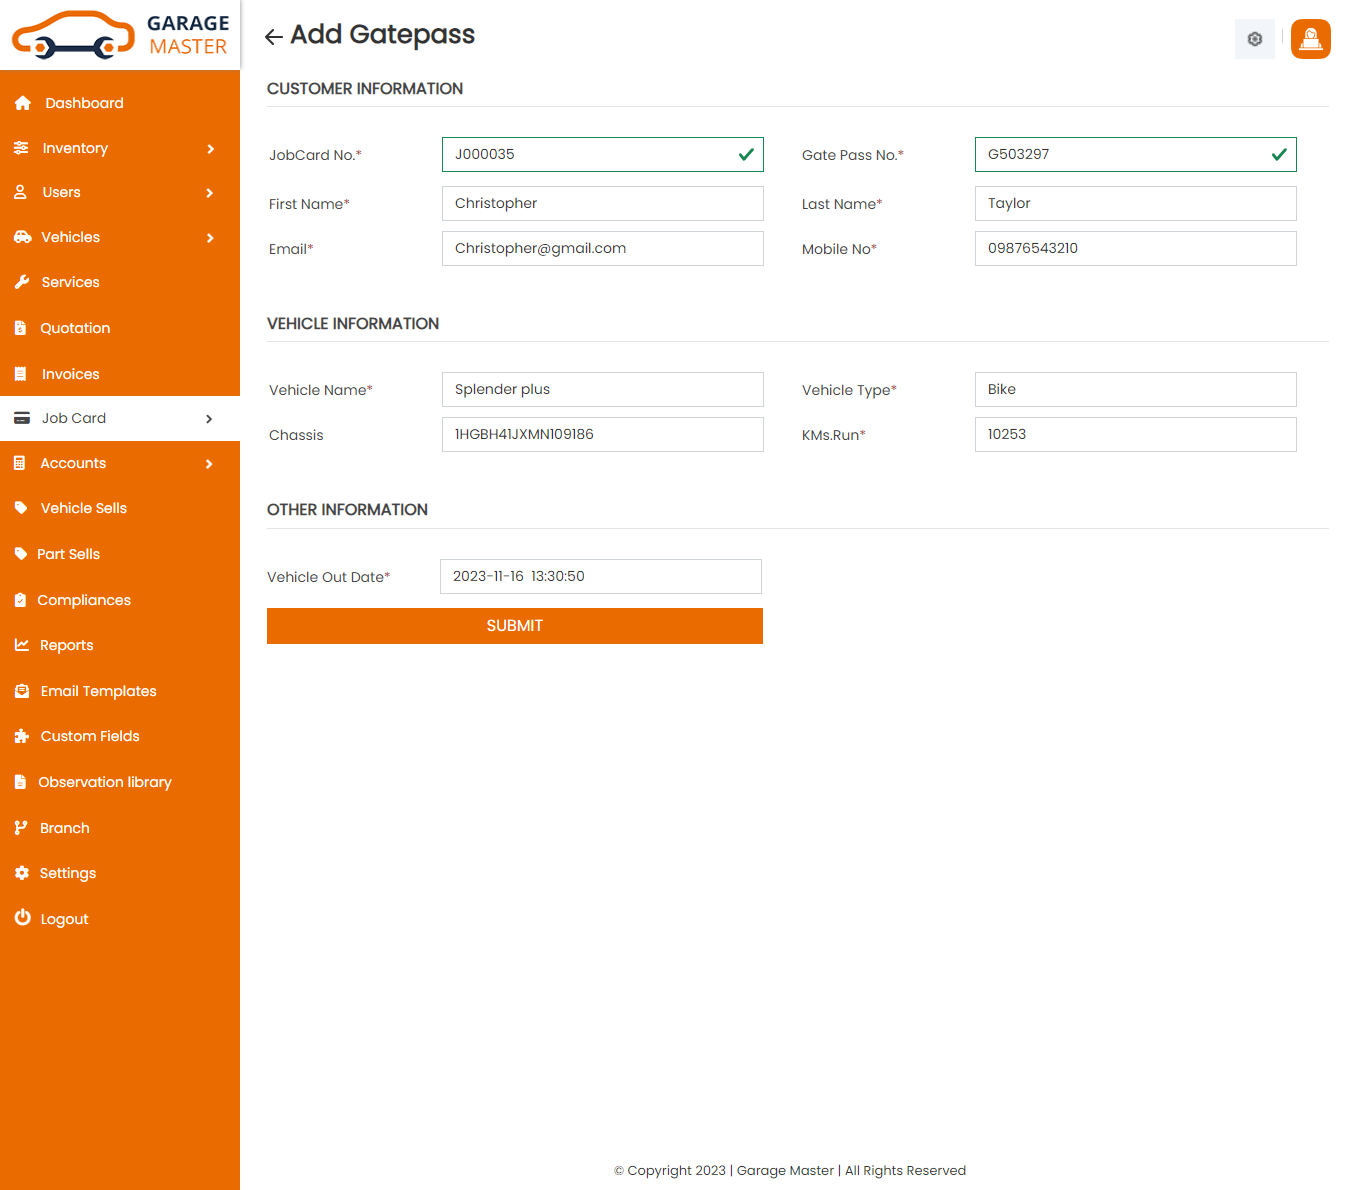 GARAGE
MASTER
Dashboard
Inventory
Users
Vehicles
Services
Quotation
Invoices
Job Card
Accounts
Vehicle Sells
Part Sells
Compliances
Reports
Email Templates
Custom Fields
Observation library
Branch
Settings
Logout
Add Gatepass
CUSTOMER INFORMATION
JobCard No.* J000035 Gate Pass No.* G503297
First Name* Christopher Last Name* Taylor
Email* Christopher@gmail.com Mobile No* 09876543210
VEHICLE INFORMATION
Vehicle Name* Splender plus Vehicle Type* Bike
Chassis 1HGBH41JXMN109186 KMs.Run* 10253
OTHER INFORMATION
Vehicle Out Date* 2023-11-16 13:30:50
SUBMIT
© Copyright 2023 | Garage Master | All Rights Reserved